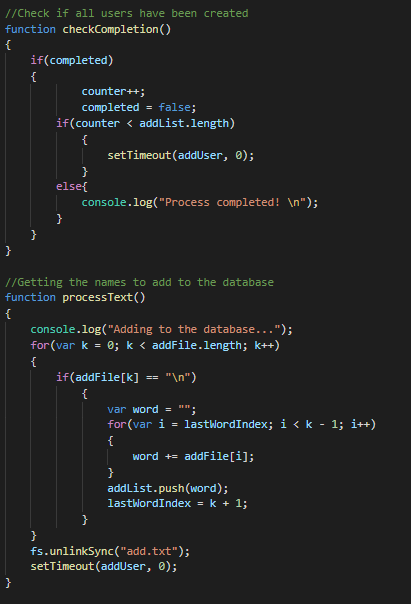 //Check if all users have been created
function checkCompletion()
{
    if(completed)
    {
            counter++;
            completed = false;
        if(counter < addList.length)
            {
                setTimeout(addUser, 0);
            }
        else{
            console.log("Process completed! \n");
        }
    }
}

//Getting the names to add to the database
function processText()
{
    console.log("Adding to the database...");
    for(var k = 0; k < addFile.length; k++)
    {
        if(addFile[k] == "\n")
            {
                var word = "";
                for(var i = lastWordIndex; i < k - 1; i++)
                {
                    word += addFile[i];
                }
                addList.push(word);
                lastWordIndex = k + 1;
            }
    }
    fs.unlinkSync("add.txt");
    setTimeout(addUser, 0);
}